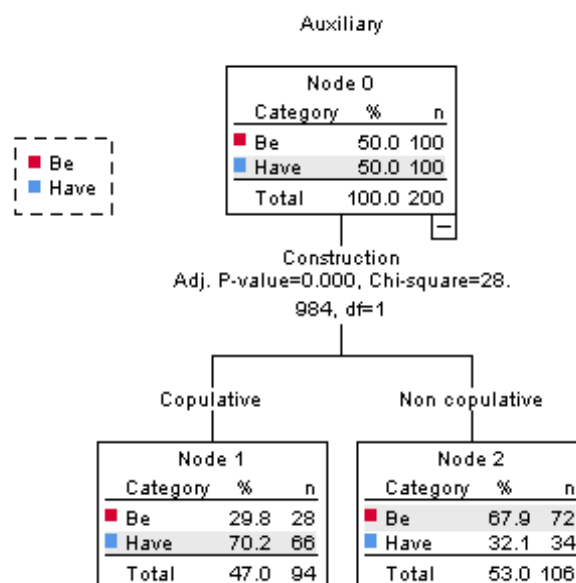 Auxiliary
Node 0
Category % n
Be 50.0 100
Have 50.0 100
Total 100.0 200
Be
Have
Construction
Adj. P-value=0.000, Chi-square=28.
984, df=1
Copulative
Non copulative
Node 1
Category % n
Be 29.8 28
Have 70.2 66
Total 47.0 94
Node 2
Category % n
Be 67.9 72
Have 32.1 34
Total 53.0 106